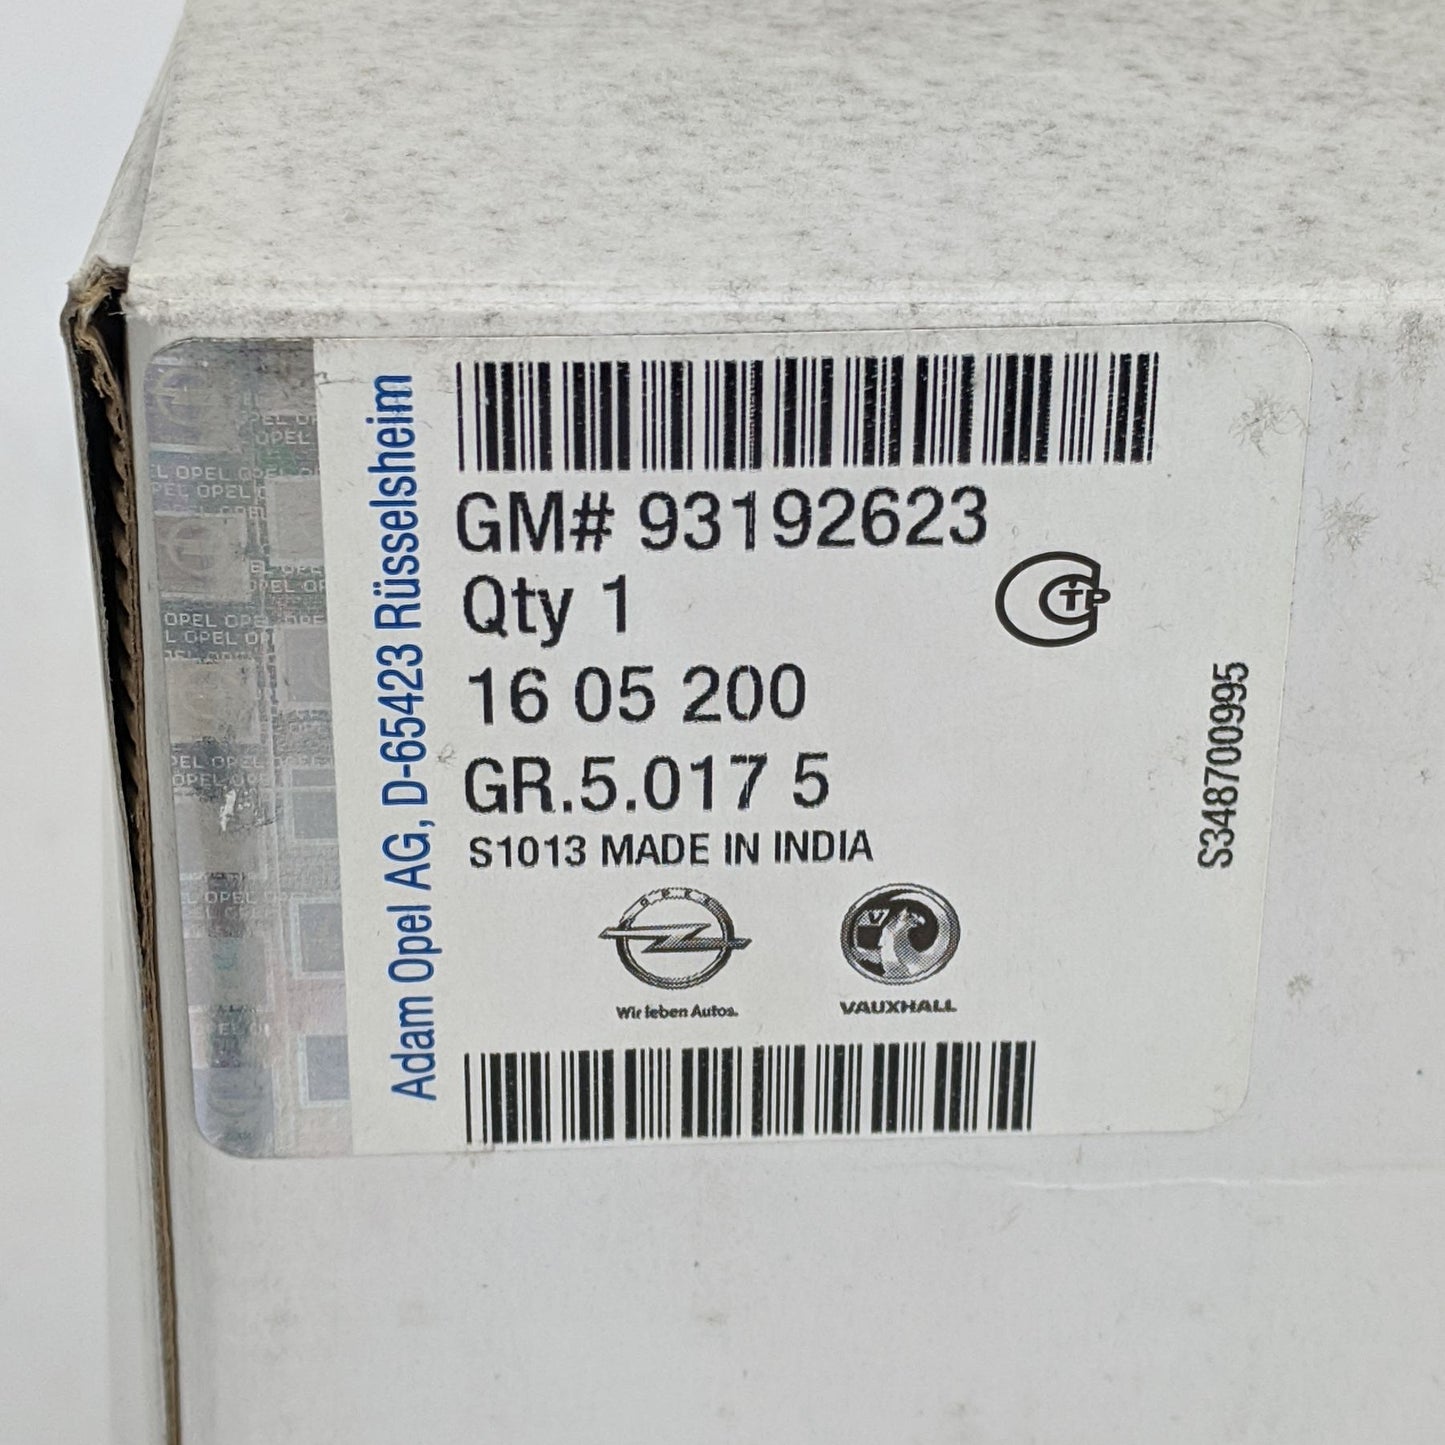 Adam Opel AG, D-65423 Rüsselsheim
GM# 93192623
Qty 1
16 05 200
GR.5.017 5
S1013 MADE IN INDIA
S348700995
OPEL
Wir leben Autos.
V
VAUXHALL